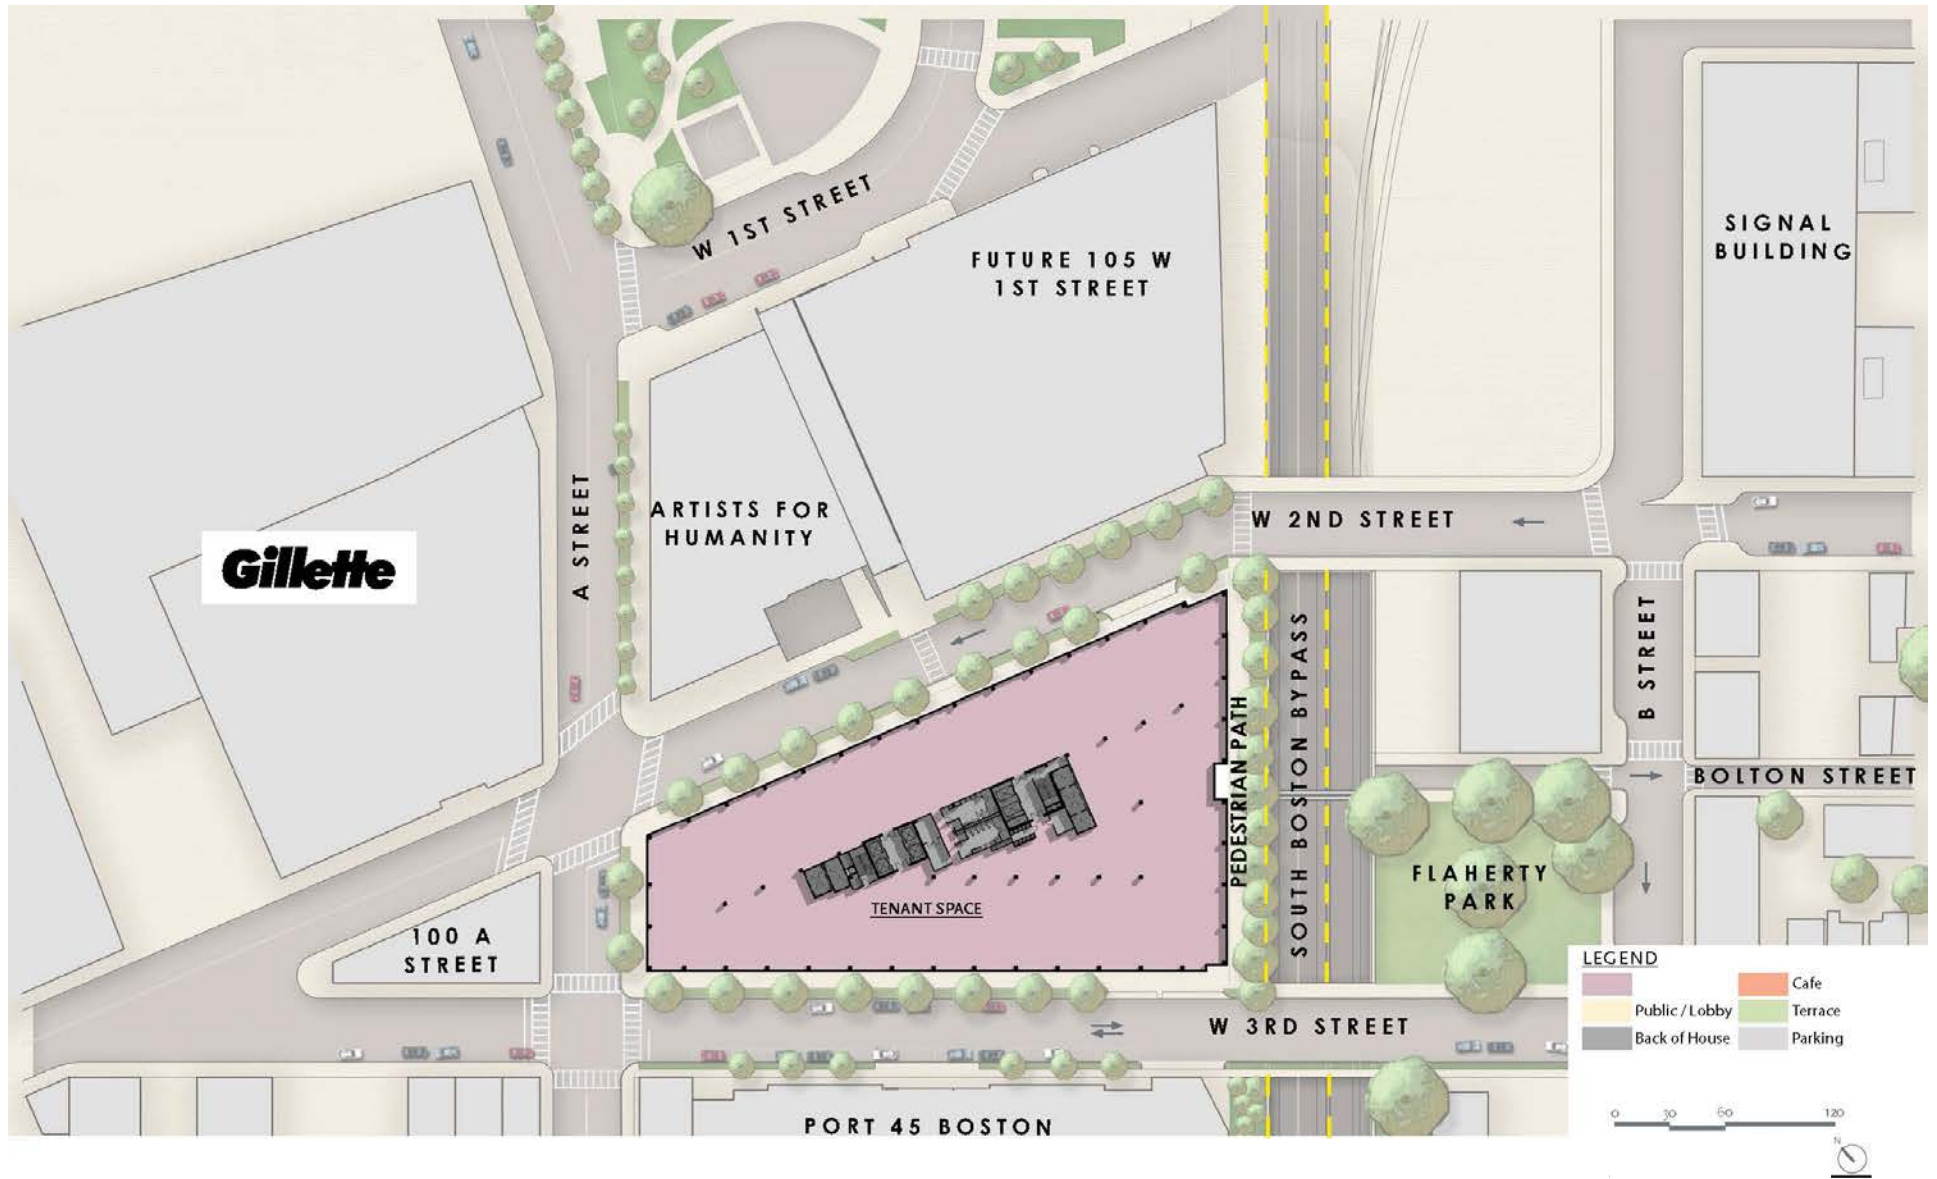 W 1ST STREET
FUTURE 105 W
1ST STREET
SIGNAL
BUILDING
A STREET
ARTISTS FOR
HUMANITY
W 2ND STREET
Gillette
B STREET
PEDESTRIAN PATH
SOUTH BOSTON BYPASS
BOLTON STREET
FLAHERTY
PARK
TENANT SPACE
100 A
STREET
W 3RD STREET
PORT 45 BOSTON
LEGEND
Cafe
Public / Lobby
Terrace
Back of House
Parking
0 30 60 120
N